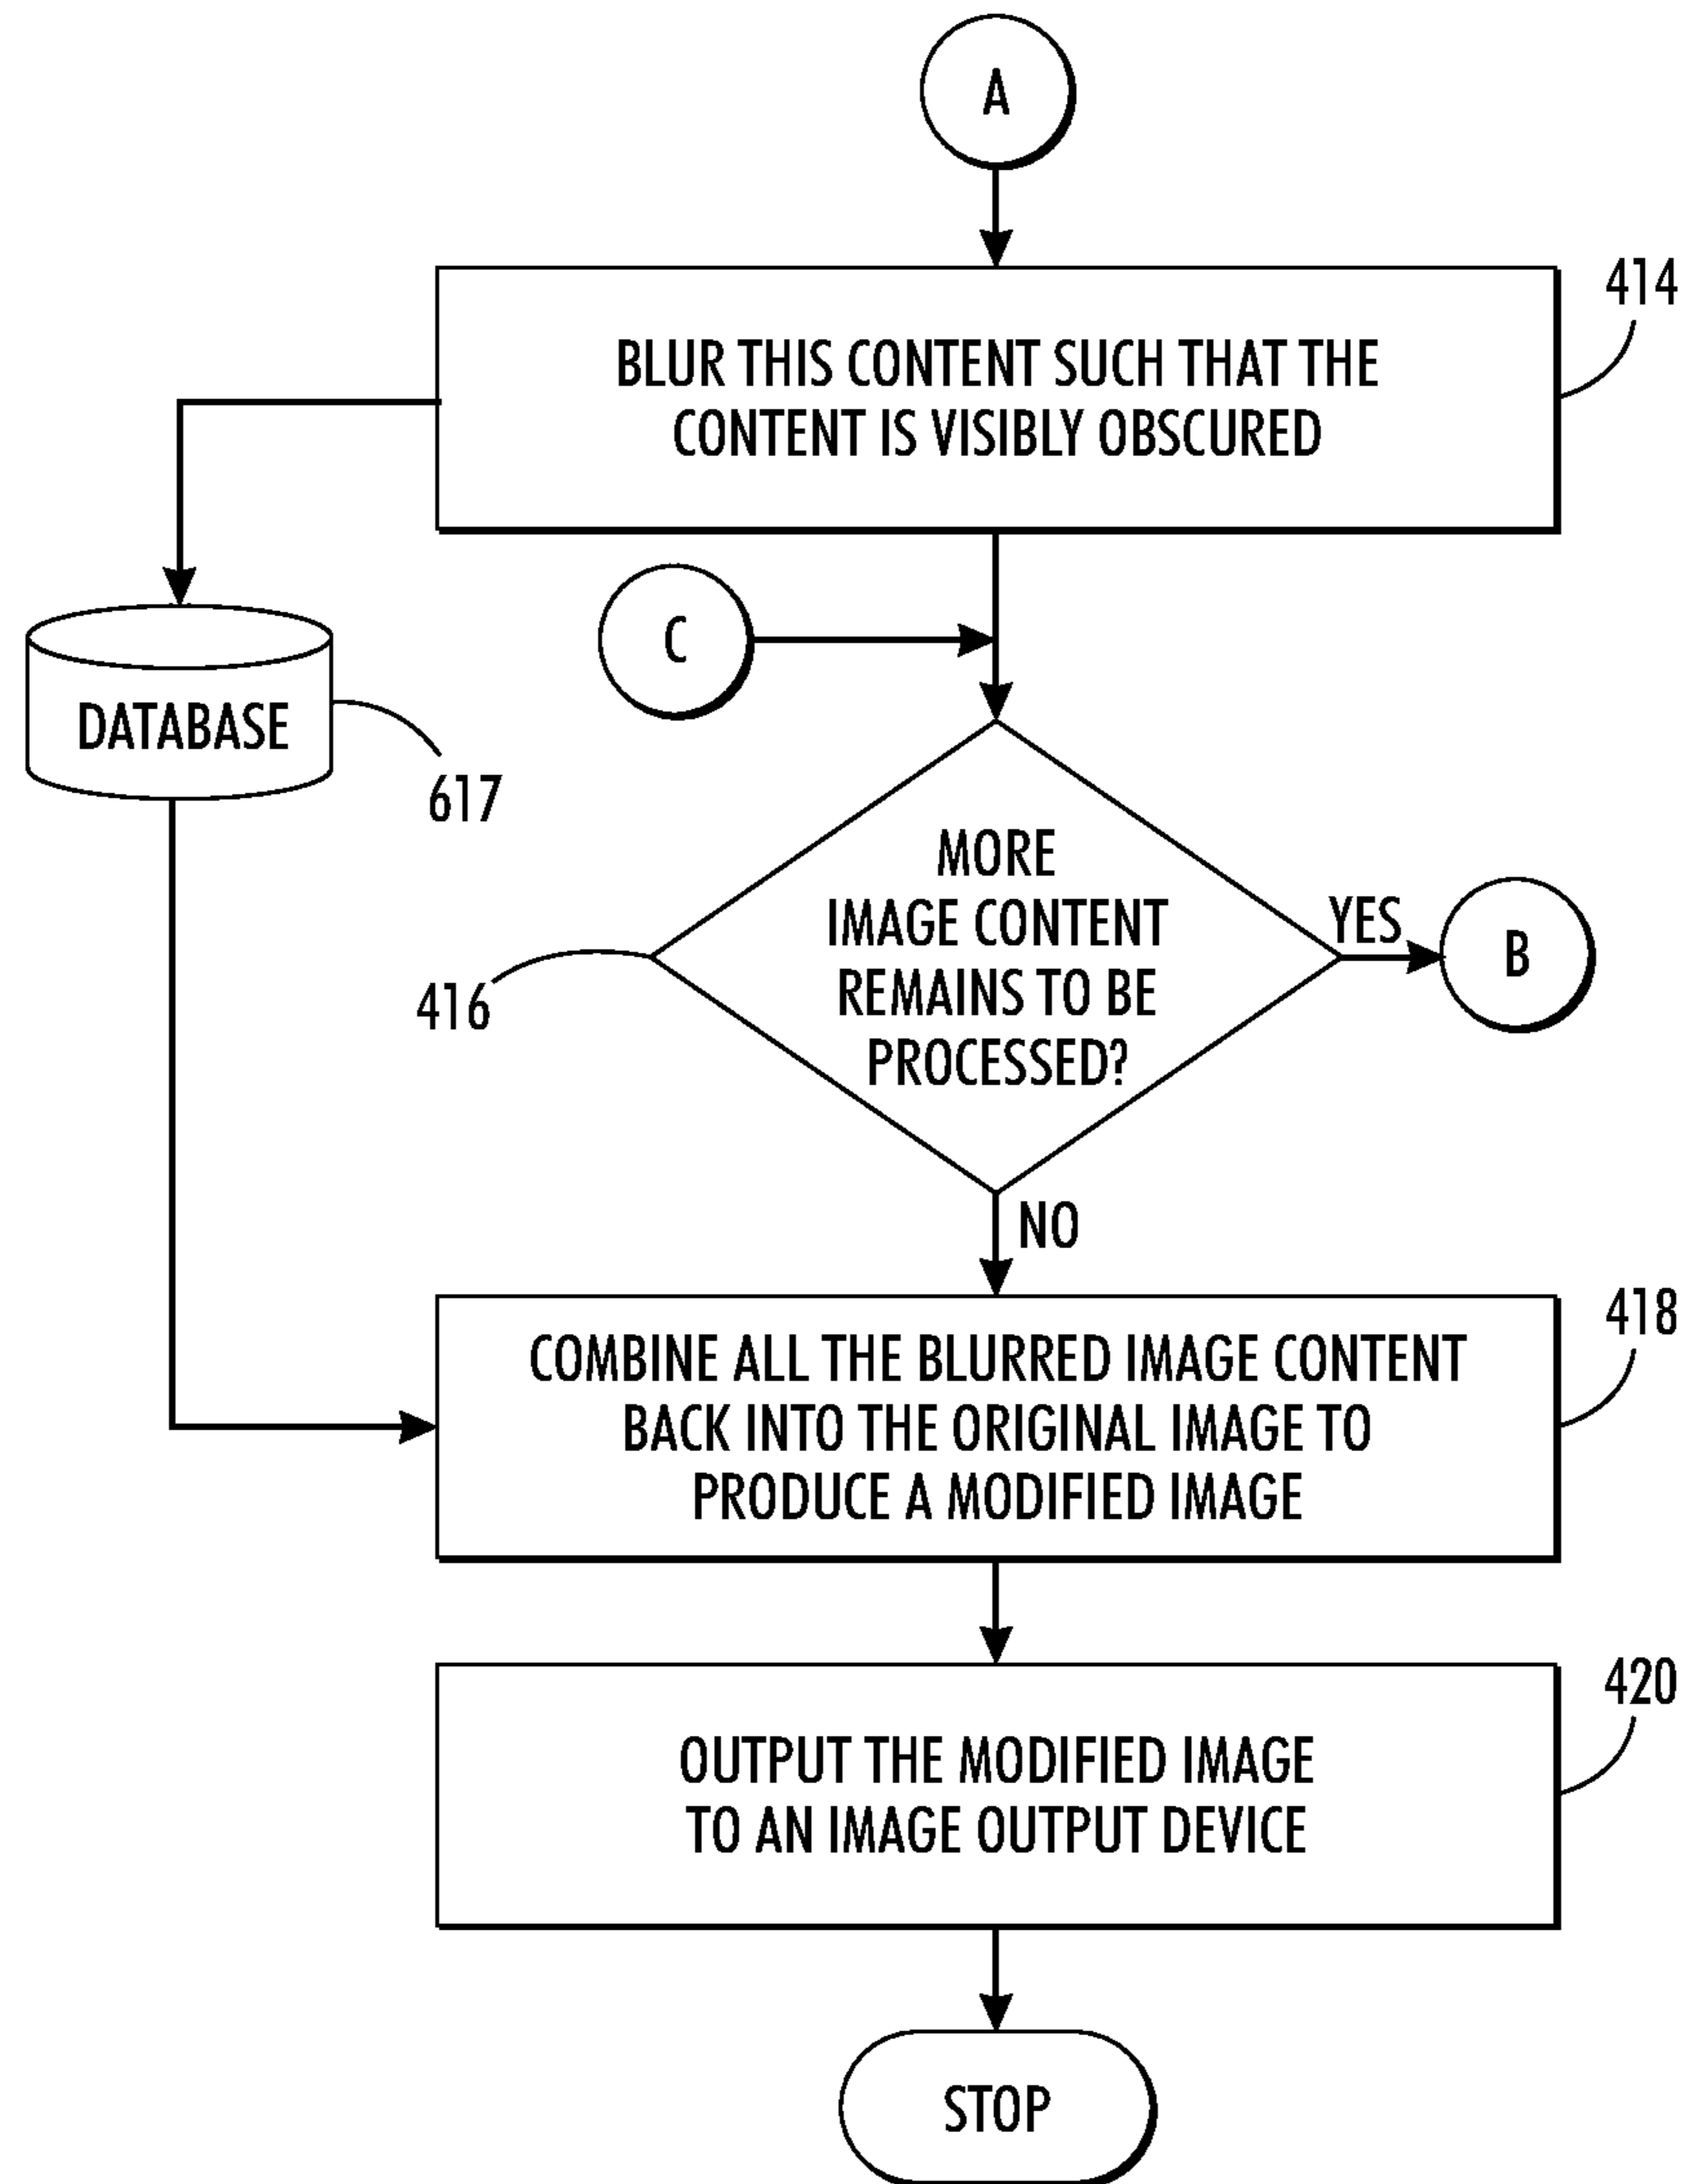 A
414
BLUR THIS CONTENT SUCH THAT THE
CONTENT IS VISIBLY OBSCURED
C
DATABASE
617
MORE
IMAGE CONTENT
REMAINS TO BE
PROCESSED?
YES
B
416
NO
418
COMBINE ALL THE BLURRED IMAGE CONTENT
BACK INTO THE ORIGINAL IMAGE TO
PRODUCE A MODIFIED IMAGE
420
OUTPUT THE MODIFIED IMAGE
TO AN IMAGE OUTPUT DEVICE
STOP